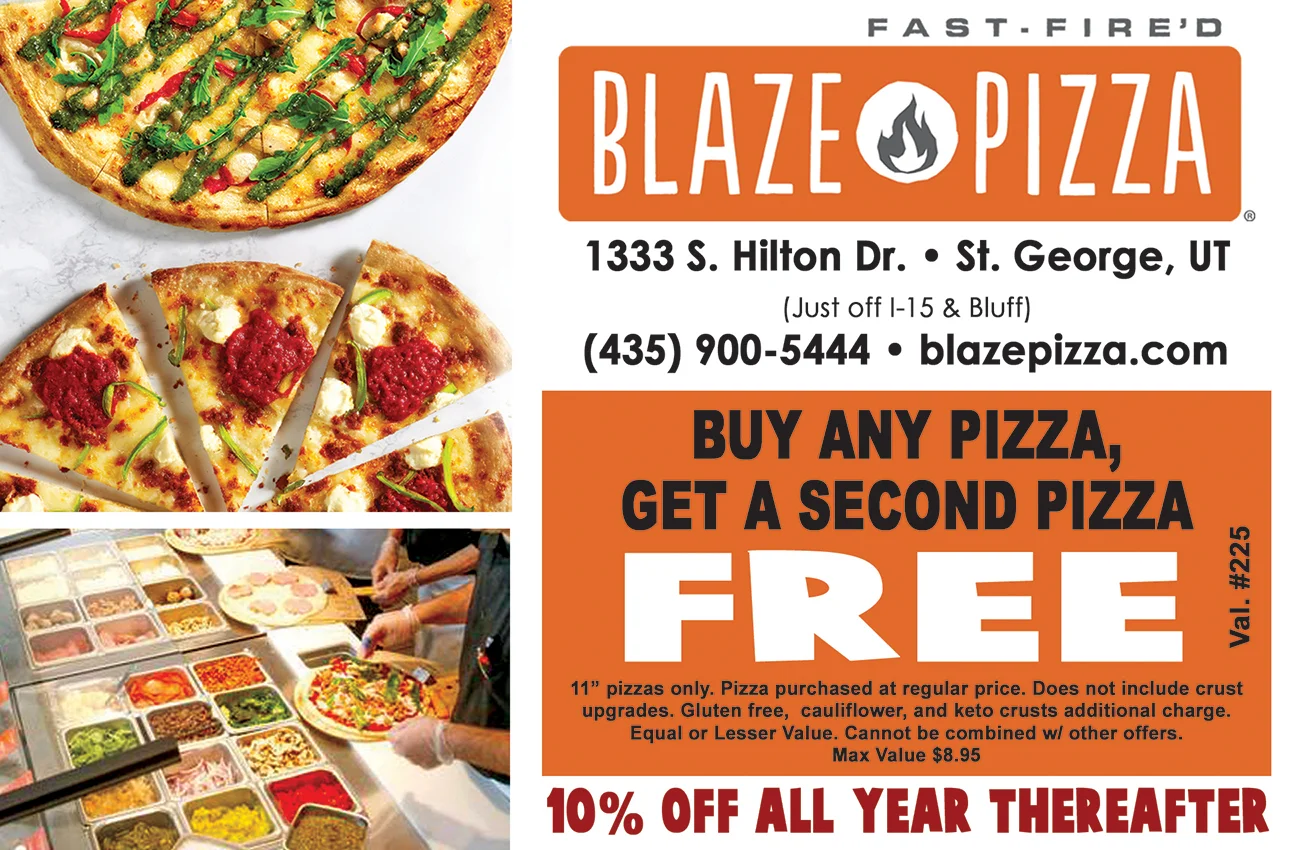 FAST-FIRE'D
BLAZE PIZZA
®
1333 S. Hilton Dr. • St. George, UT
(Just off I-15 & Bluff)
(435) 900-5444 • blazepizza.com
BUY ANY PIZZA,
GET A SECOND PIZZA
FREE
Val. #225
11” pizzas only. Pizza purchased at regular price. Does not include crust
upgrades. Gluten free, cauliflower, and keto crusts additional charge.
Equal or Lesser Value. Cannot be combined w/ other offers.
Max Value $8.95
10% OFF ALL YEAR THEREAFTER